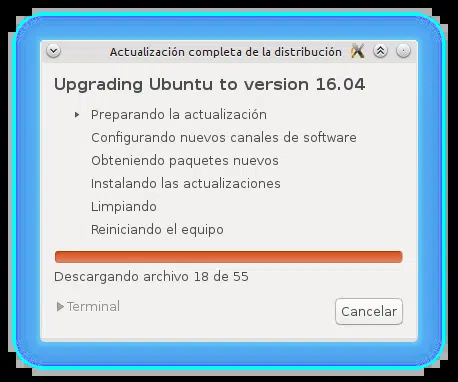 Actualización completa de la distribución
Upgrading Ubuntu to version 16.04
Preparando la actualización
Configurando nuevos canales de software
Obteniendo paquetes nuevos
Instalando las actualizaciones
Limpiando
Reiniciando el equipo
Descargando archivo 18 de 55
Terminal
Cancelar